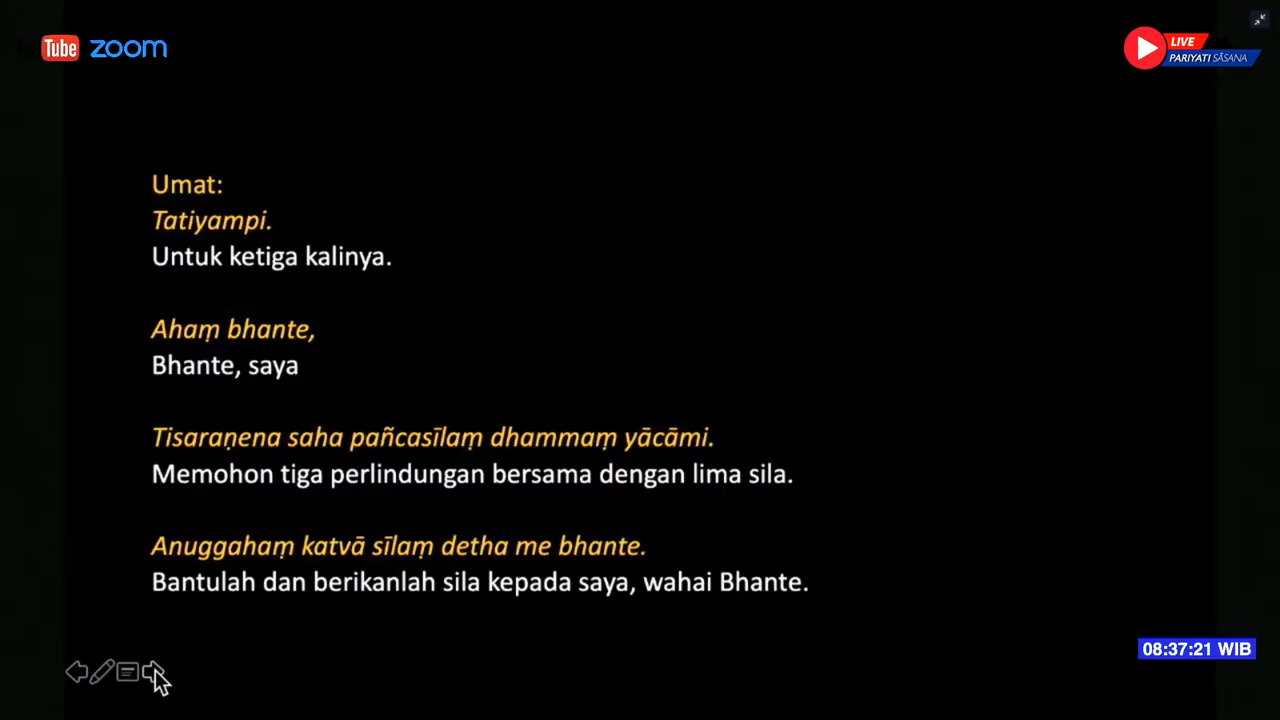 Tube zoom
LIVE
PARIYATI SĀSANA
Umat:
Tatiyampi.
Untuk ketiga kalinya.
Ahaṃ bhante,
Bhante, saya
Tisaraṇena saha pañcasīlaṃ dhammaṃ yācāmi.
Memohon tiga perlindungan bersama dengan lima sila.
Anuggahaṃ katvā sīlaṃ detha me bhante.
Bantulah dan berikanlah sila kepada saya, wahai Bhante.
08:37:21 WIB